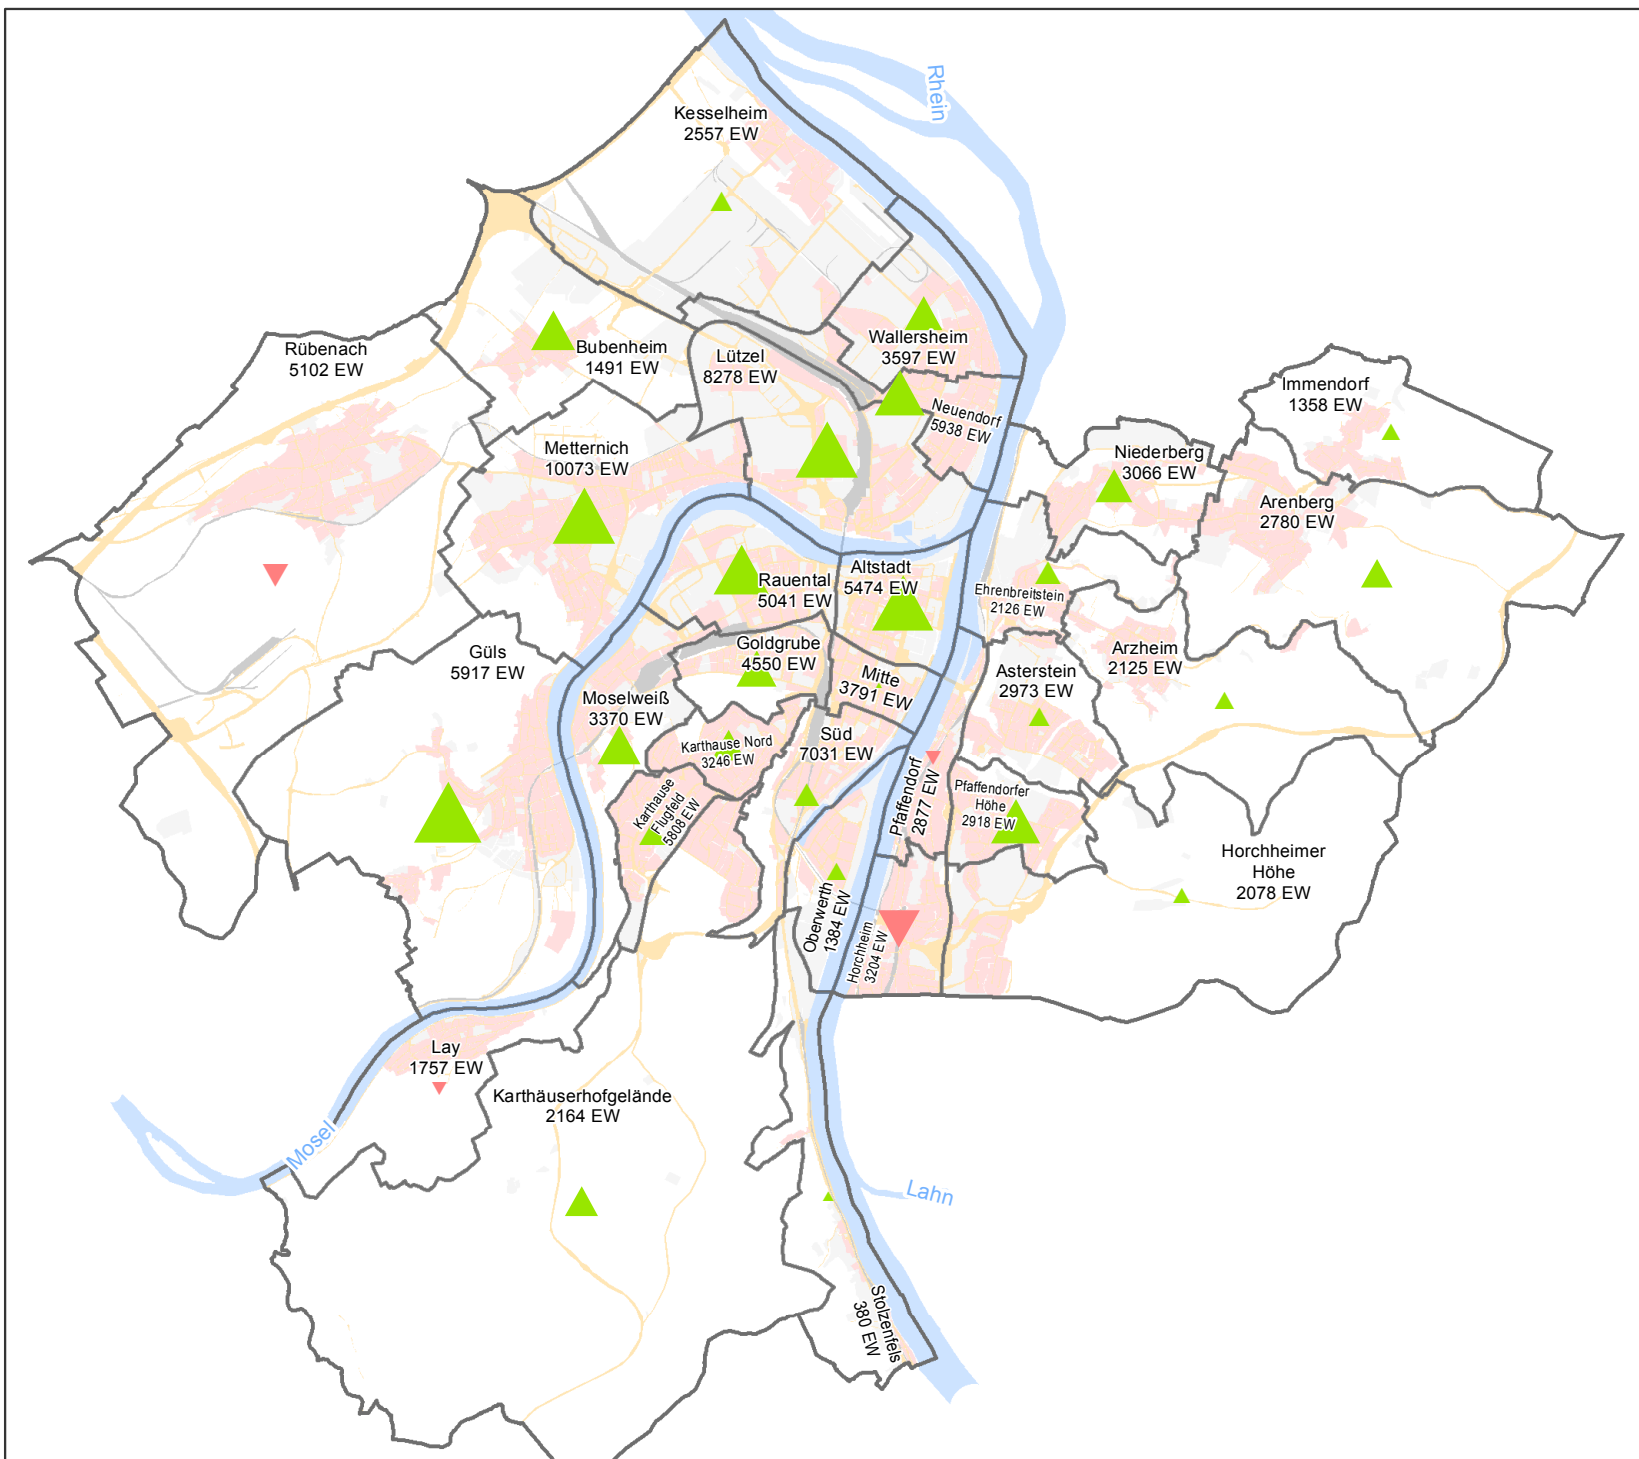 Rhein
Kesselheim
2557 EW
Wallersheim
3597 EW
Rübenach
5102 EW
Bubenheim
1491 EW
Lützel
8278 EW
Neuendorf
5938 EW
Immendorf
1358 EW
Metternich
10073 EW
Niederberg
3066 EW
Arenberg
2780 EW
Rauental
5041 EW
Altstadt
5474 EW
Ehrenbreitstein
2126 EW
Güls
5917 EW
Goldgrube
4550 EW
Mitte
3791 EW
Asterstein
2973 EW
Arzheim
2125 EW
Moselweiß
3370 EW
Karthause Nord
3246 EW
Süd
7031 EW
Karthause
Flugfeld
5808 EW
Pfaffendorf
2877 EW
Pfaffendorfer
Höhe
2918 EW
Horchheimer
Höhe
2078 EW
Oberwerth
1384 EW
Horchheim
3204 EW
Lay
1757 EW
Karthäuserhofgelände
2164 EW
Mosel
Lahn
Stolzenfels
380 EW